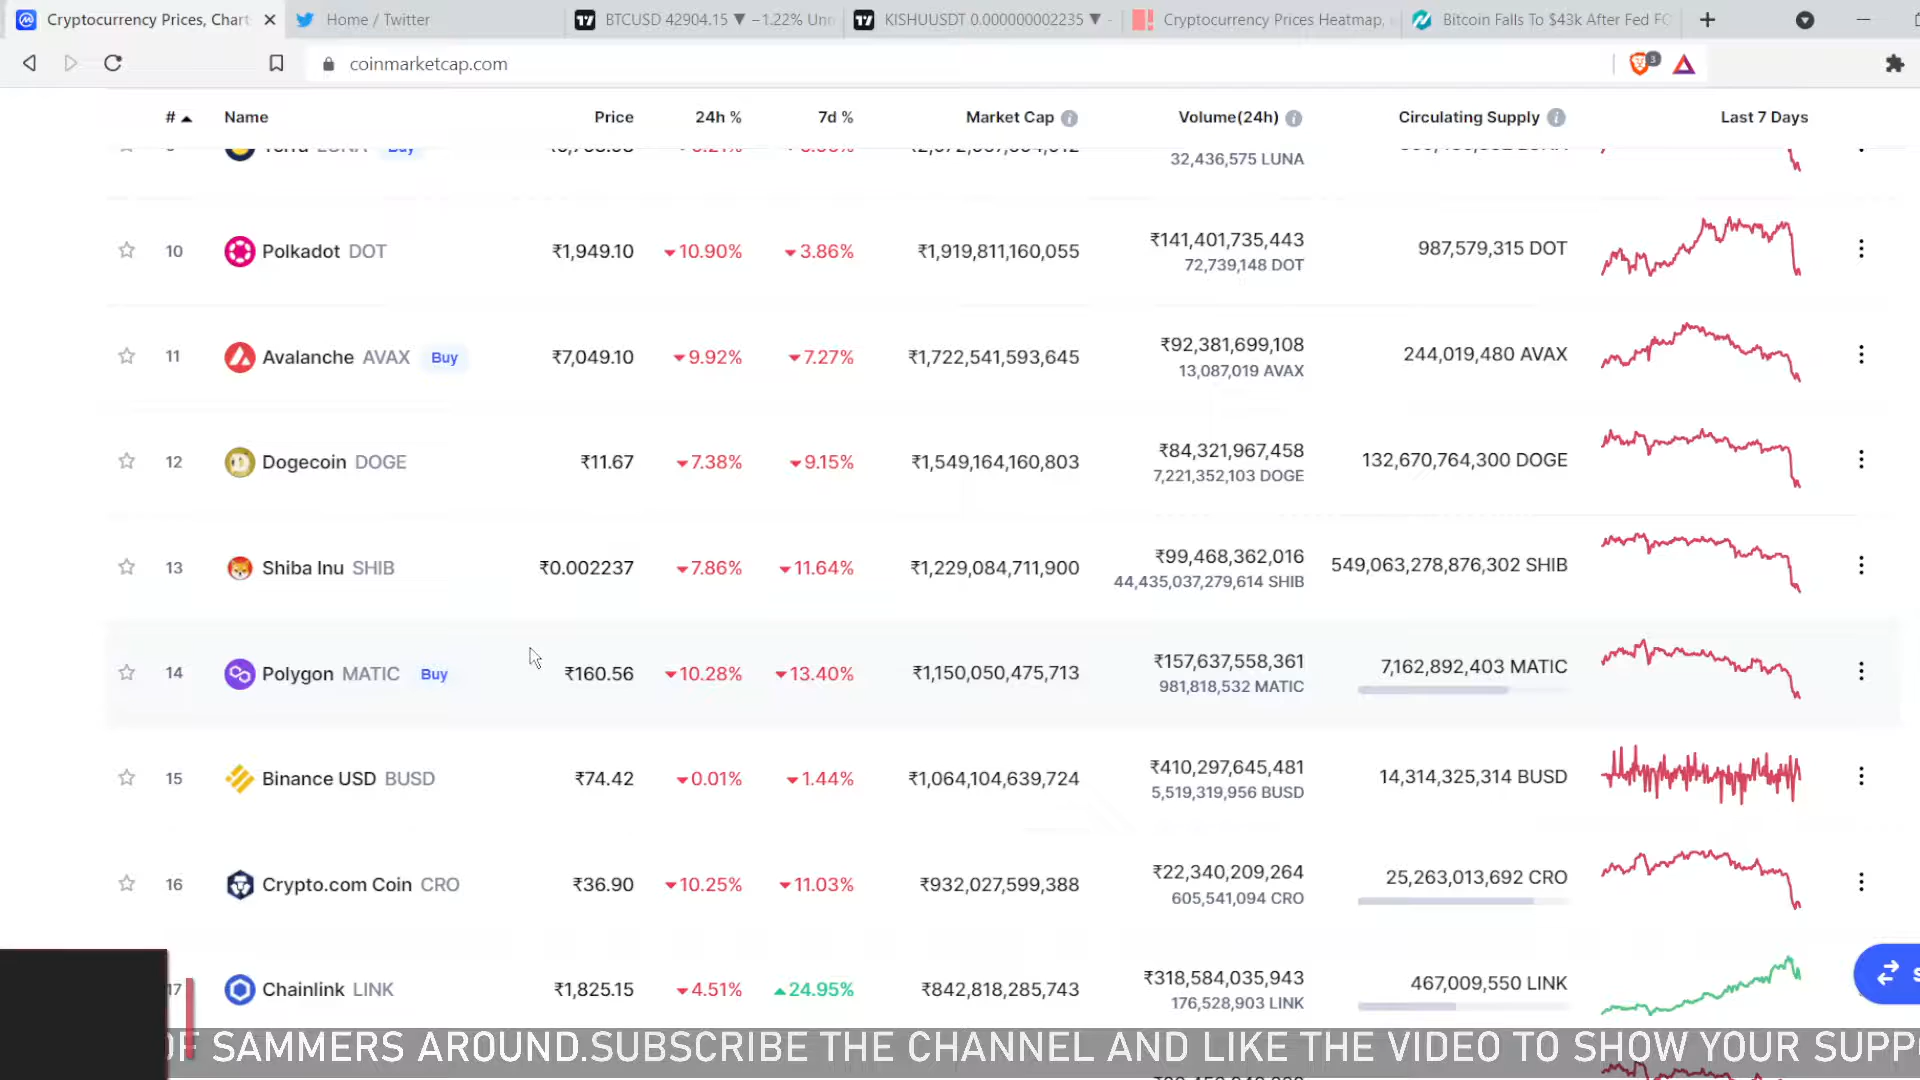 Cryptocurrency Prices, Chart
Home / Twitter
BTCUSD 42904.15 ▼ −1.22% Unn
KISHUUSDT 0.000000002235 ▼ -
Cryptocurrency Prices Heatmap,
Bitcoin Falls To $43k After Fed FO
coinmarketcap.com
3
# Name Price 24h % 7d % Market Cap Volume(24h) Circulating Supply Last 7 Days
Terra LUNA Buy
32,436,575 LUNA
10 Polkadot DOT ₹1,949.10 10.90% 3.86% ₹1,919,811,160,055 ₹141,401,735,443 987,579,315 DOT
72,739,148 DOT
11 Avalanche AVAX Buy ₹7,049.10 9.92% 7.27% ₹1,722,541,593,645 ₹92,381,699,108 244,019,480 AVAX
13,087,019 AVAX
12 Dogecoin DOGE ₹11.67 7.38% 9.15% ₹1,549,164,160,803 ₹84,321,967,458 132,670,764,300 DOGE
7,221,352,103 DOGE
13 Shiba Inu SHIB ₹0.002237 7.86% 11.64% ₹1,229,084,711,900 ₹99,468,362,016 549,063,278,876,302 SHIB
44,435,037,279,614 SHIB
14 Polygon MATIC Buy ₹160.56 10.28% 13.40% ₹1,150,050,475,713 ₹157,637,558,361 7,162,892,403 MATIC
981,818,532 MATIC
15 Binance USD BUSD ₹74.42 0.01% 1.44% ₹1,064,104,639,724 ₹410,297,645,481 14,314,325,314 BUSD
5,519,319,956 BUSD
16 Crypto.com Coin CRO ₹36.90 10.25% 11.03% ₹932,027,599,388 ₹22,340,209,264 25,263,013,692 CRO
605,541,094 CRO
17 Chainlink LINK ₹1,825.15 4.51% 24.95% ₹842,818,285,743 ₹318,584,035,943 467,009,550 LINK
176,528,903 LINK
OF SAMMERS AROUND.SUBSCRIBE THE CHANNEL AND LIKE THE VIDEO TO SHOW YOUR SUPP